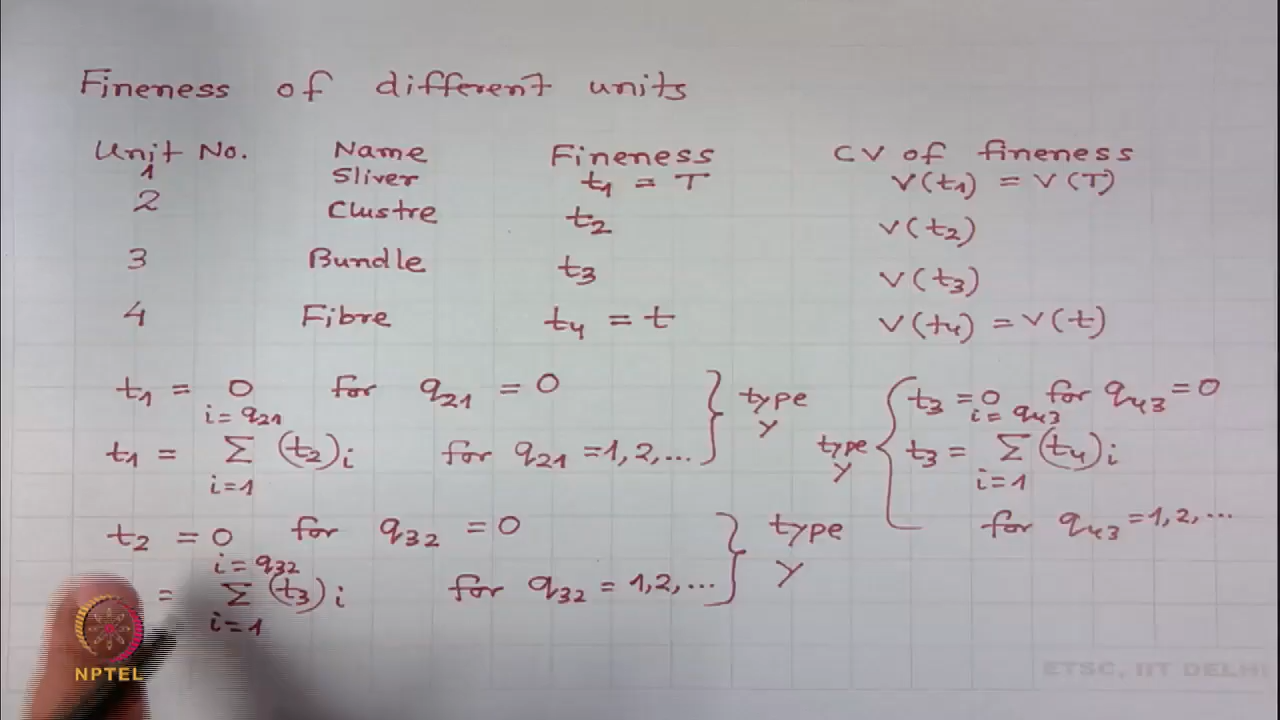 Fineness of different units
Unit No. Name Fineness CV of fineness
1 Sliver t₁ = T V(t₁) = V(T)
2 Clustre t₂ V(t₂)
3 Bundle t₃ V(t₃)
4 Fibre t₄ = t V(t₄) = V(t)
t₁ = 0 for q₂₁ = 0
t₁ = Σ (t₂)ᵢ for q₂₁ = 1, 2, ...
i = q₂₁
i = 1
type
Y
t₂ = 0 for q₃₂ = 0
= Σ (t₃)ᵢ for q₃₂ = 1, 2, ...
i = q₃₂
i = 1
type
Y
type
Y
t₃ = 0 for q₄₃ = 0
i = q₄₃
t₃ = Σ (t₄)ᵢ
i = 1
for q₄₃ = 1, 2, ...
NPTEL
ETSC, IIT DELHI